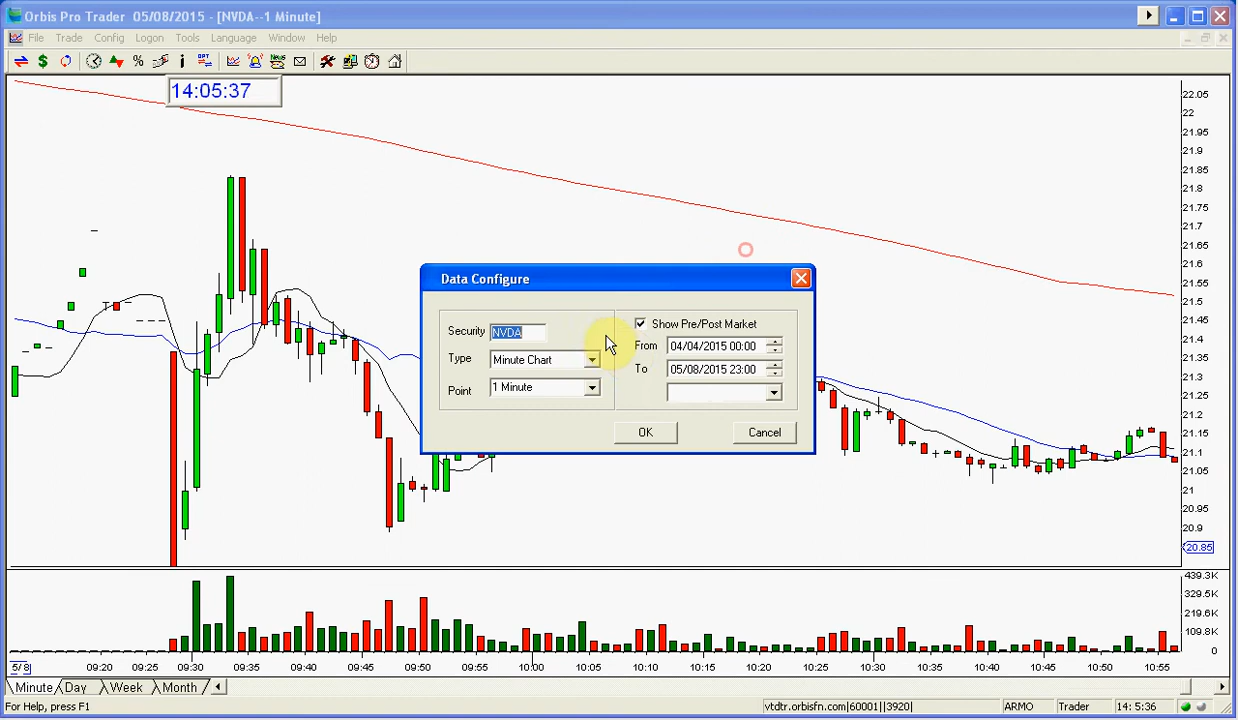 Orbis Pro Trader 05/08/2015 - [NVDA--1 Minute]
File Trade Config Logon Tools Language Window Help
14:05:37
22.05
22
21.95
21.9
21.85
21.8
21.75
21.7
21.65
21.6
21.55
21.5
21.45
21.4
21.35
21.3
21.25
21.2
21.15
21.1
21.05
21
20.95
20.9
20.85
Data Configure
Security NVDA
Type Minute Chart
Point 1 Minute
Show Pre/Post Market
From 04/04/2015 00:00
To 05/08/2015 23:00
OK Cancel
439.3K
329.5K
219.6K
109.8K
0
5/8 09:20 09:25 09:30 09:35 09:40 09:45 09:50 09:55 10:00 10:05 10:10 10:15 10:20 10:25 10:30 10:35 10:40 10:45 10:50 10:55
Minute Day Week Month
For Help, press F1 vtdtr.orbisfn.com|60001||3920| ARMO Trader 14: 5:36